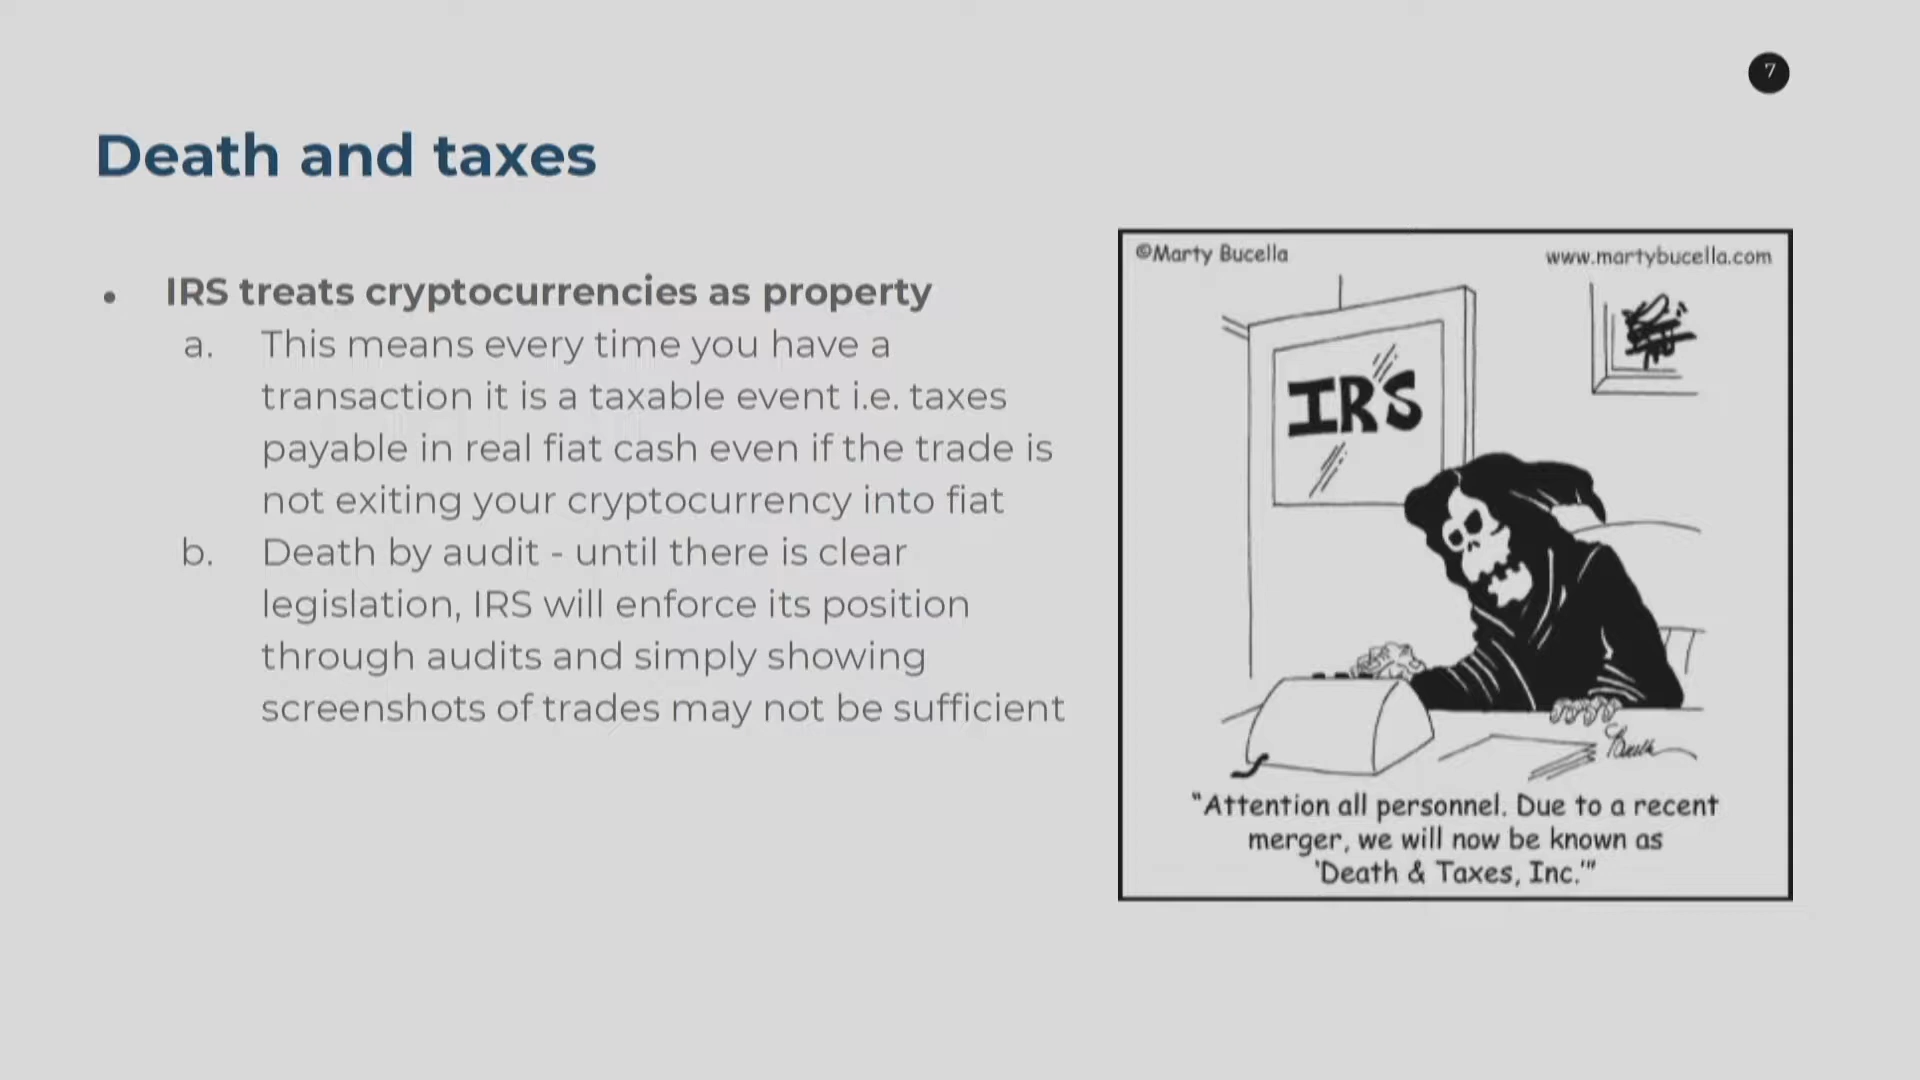 7
Death and taxes
• IRS treats cryptocurrencies as property
a. This means every time you have a
transaction it is a taxable event i.e. taxes
payable in real fiat cash even if the trade is
not exiting your cryptocurrency into fiat
b. Death by audit - until there is clear
legislation, IRS will enforce its position
through audits and simply showing
screenshots of trades may not be sufficient
©Marty Bucella www.martybucella.com
IRS
Bucella
"Attention all personnel. Due to a recent
merger, we will now be known as
'Death & Taxes, Inc.'"